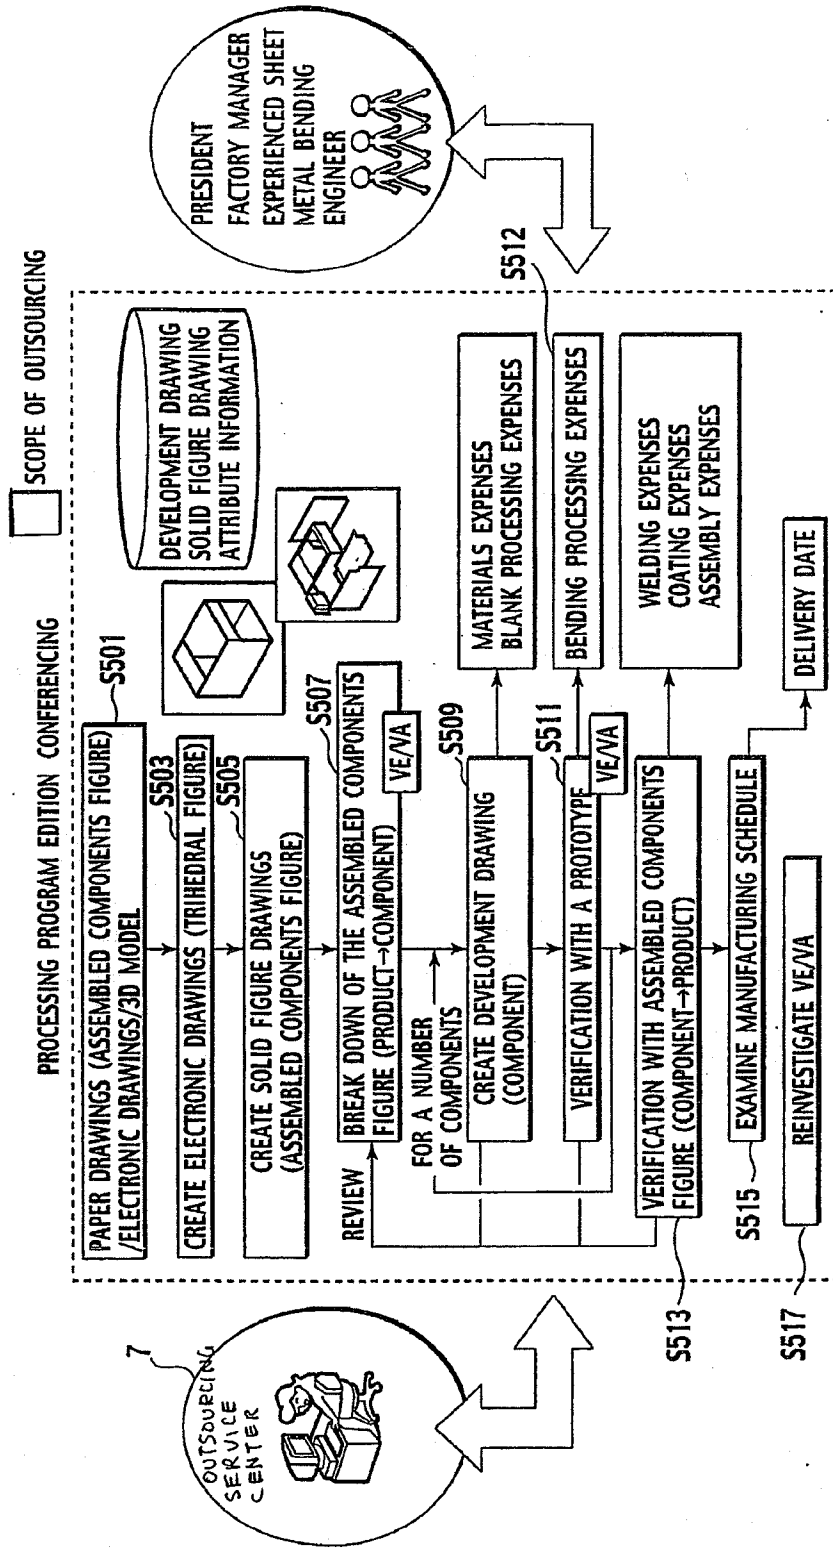 PROCESSING PROGRAM EDITION CONFERENCING
SCOPE OF OUTSOURCING
7
OUTSOURCING
SERVICE
CENTER
PAPER DRAWINGS (ASSEMBLED COMPONENTS FIGURE)
/ELECTRONIC DRAWINGS/3D MODEL
S501
CREATE ELECTRONIC DRAWINGS (TRIHEDRAL FIGURE)
S503
CREATE SOLID FIGURE DRAWINGS
(ASSEMBLED COMPONENTS FIGURE)
S505
DEVELOPMENT DRAWING
SOLID FIGURE DRAWING
ATTRIBUTE INFORMATION
PRESIDENT
FACTORY MANAGER
EXPERIENCED SHEET
METAL BENDING
ENGINEER
REVIEW
BREAK DOWN OF THE ASSEMBLED COMPONENTS
FIGURE (PRODUCT→COMPONENT)
S507
VE/VA
FOR A NUMBER
OF COMPONENTS
CREATE DEVELOPMENT DRAWING
(COMPONENT)
S509
MATERIALS EXPENSES
BLANK PROCESSING EXPENSES
VERIFICATION WITH A PROTOTYPE
S511
VE/VA
BENDING PROCESSING EXPENSES
S512
VERIFICATION WITH ASSEMBLED COMPONENTS
FIGURE (COMPONENT→PRODUCT)
S513
WELDING EXPENSES
COATING EXPENSES
ASSEMBLY EXPENSES
S515
EXAMINE MANUFACTURING SCHEDULE
DELIVERY DATE
S517
REINVESTIGATE VE/VA